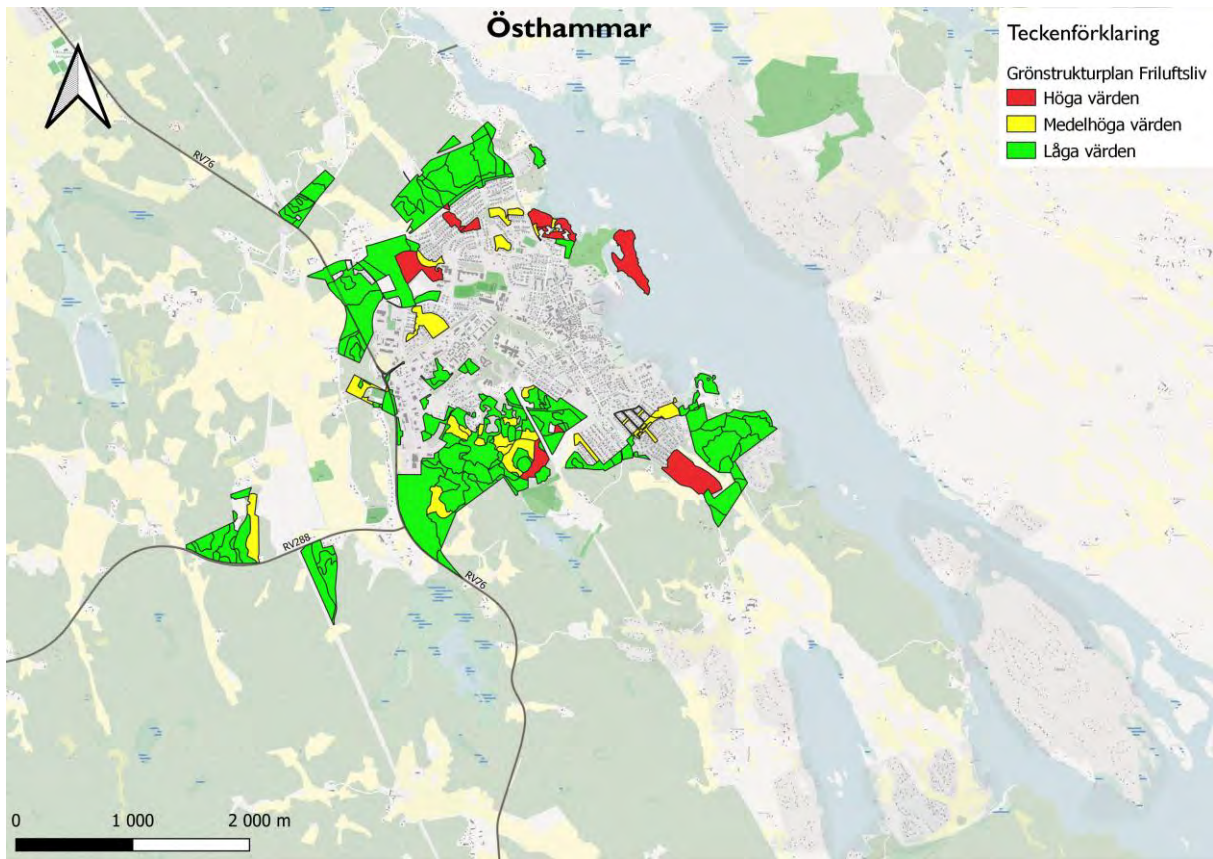 Östhammar
Teckenförklaring
Grönstrukturplan Friluftsliv
Höga värden
Medelhöga värden
Låga värden
RV76
RV288
RV76
0 1 000 2 000 m